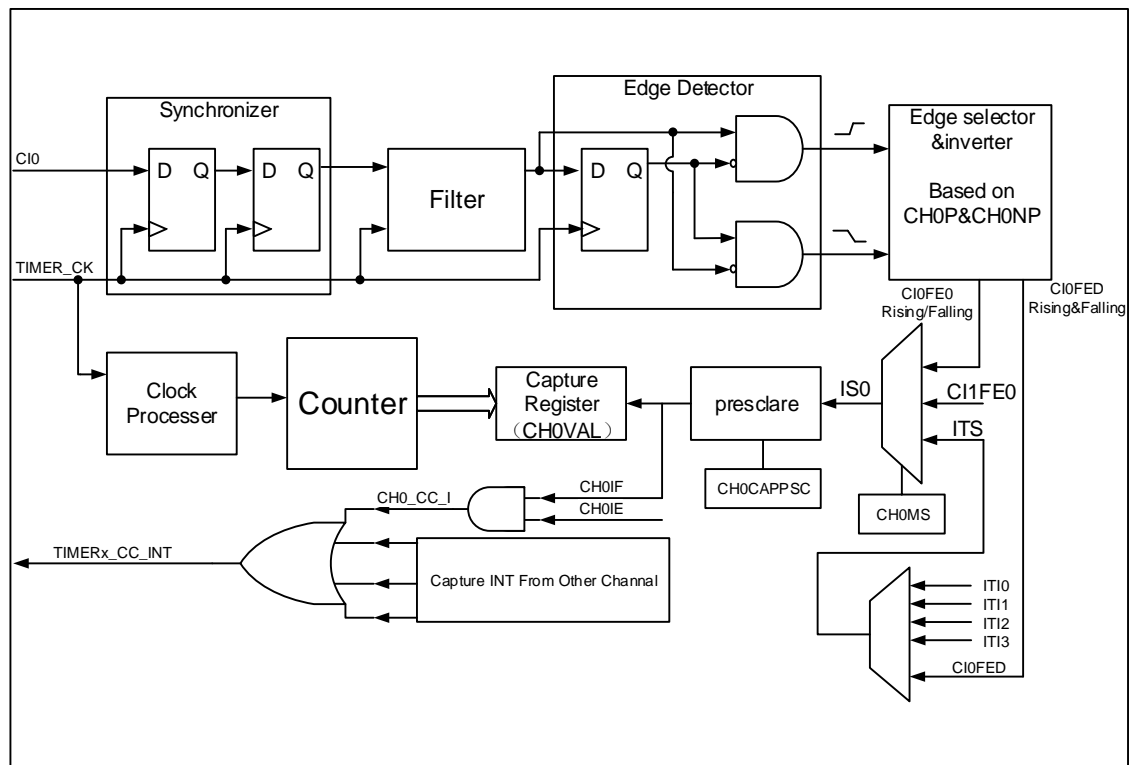 Synchronizer
Edge Detector
Edge selector
&inverter
Based on
CH0P&CH0NP
CI0
D Q
D Q
Filter
D Q
TIMER_CK
CI0FE0
Rising/Falling
CI0FED
Rising&Falling
Clock
Processer
Counter
Capture
Register
(CH0VAL)
presclare
IS0
CI1FE0
ITS
CH0CAPPSC
CH0MS
CH0IF
CH0IE
CH0_CC_I
TIMERx_CC_INT
Capture INT From Other Channel
ITI0
ITI1
ITI2
ITI3
CI0FED